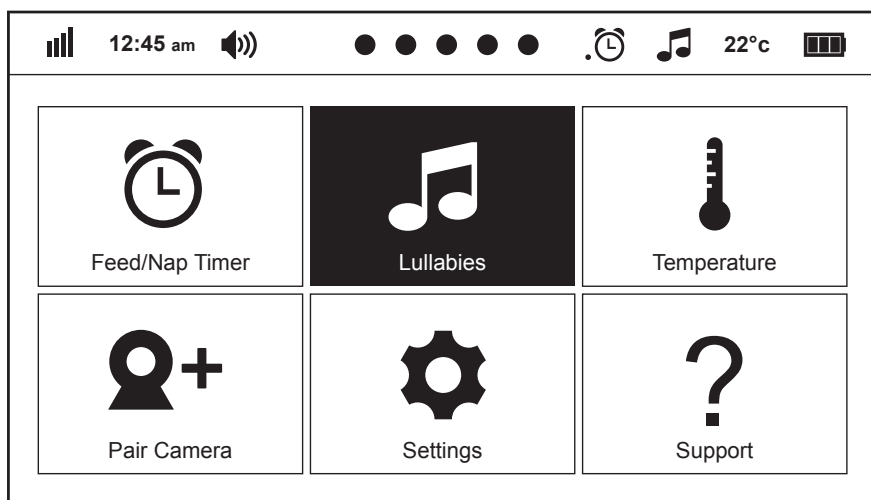 12:45 am 22°c
Feed/Nap Timer Lullabies Temperature
Pair Camera Settings Support